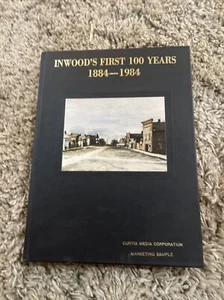 INWOOD'S FIRST 100 YEARS
1884—1984
CURTIS MEDIA CORPORATION
MARKETING SAMPLE